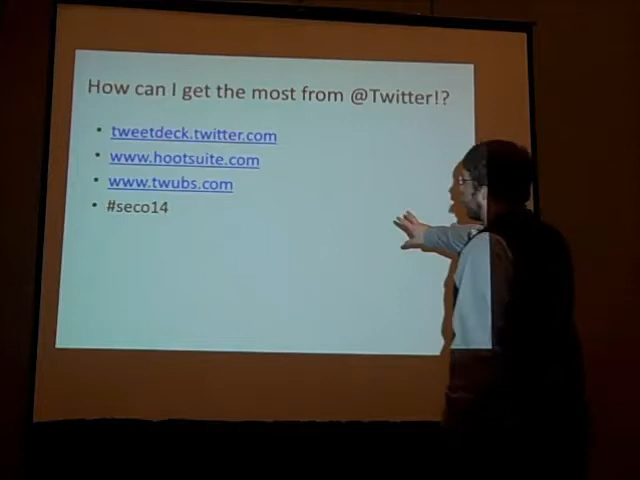 How can I get the most from @Twitter!?
• tweetdeck.twitter.com
• www.hootsuite.com
• www.twubs.com
• #seco14